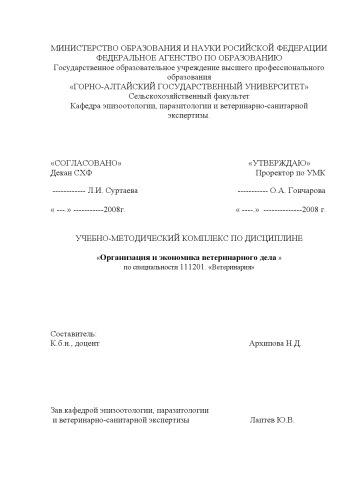 МИНИСТЕРСТВО ОБРАЗОВАНИЯ И НАУКИ РОСИЙСКОЙ ФЕДЕРАЦИИ
ФЕДЕРАЛЬНОЕ АГЕНСТВО ПО ОБРАЗОВАНИЮ
Государственное образовательное учреждение высшего профессионального
образования
«ГОРНО-АЛТАЙСКИЙ ГОСУДАРСТВЕННЫЙ УНИВЕРСИТЕТ»
Сельскохозяйственный факультет
Кафедра эпизоотологии, паразитологии и ветеринарно-санитарной
экспертизы.
«СОГЛАСОВАНО» «УТВЕРЖДАЮ»
Декан СХФ Проректор по УМК
------------ Л.И. Суртаева ----------- О.А. Гончарова
« ---.» -----------2008г. « ----.» --------------2008 г.
УЧЕБНО-МЕТОДИЧЕСКИЙ КОМПЛЕКС ПО ДИСЦИПЛИНЕ
«Организация и экономика ветеринарного дела »
по специальности 111201. «Ветеринария»
Составитель:
К.б.н., доцент Архипова Н.Д.
Зав.кафедрой эпизоотологии, паразитологии
и ветеринарно-санитарной экспертизы Лаптев Ю.В.